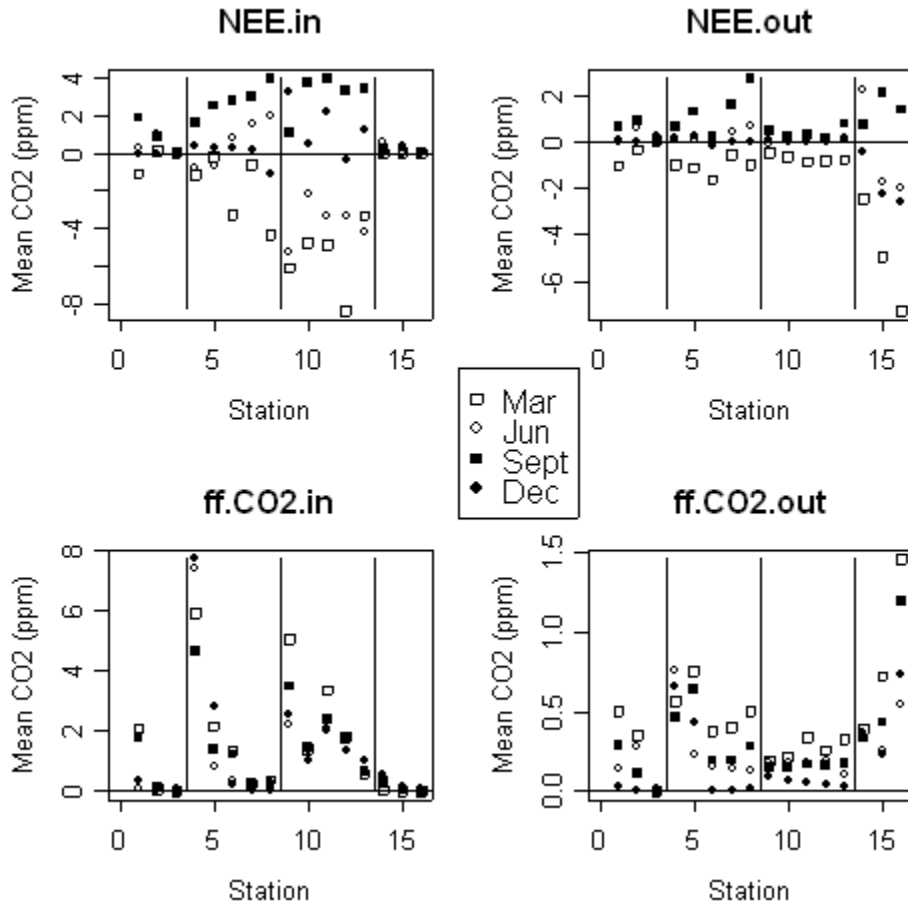 NEE.in
NEE.out
Mean CO2 (ppm)
4
2
0
-4
-8
0
5
10
15
Station
Mean CO2 (ppm)
2
0
-2
-4
-6
0
5
10
15
Station
Mar
Jun
Sept
Dec
ff.CO2.in
ff.CO2.out
Mean CO2 (ppm)
8
6
4
2
0
0
5
10
15
Station
Mean CO2 (ppm)
1.5
1.0
0.5
0.0
0
5
10
15
Station